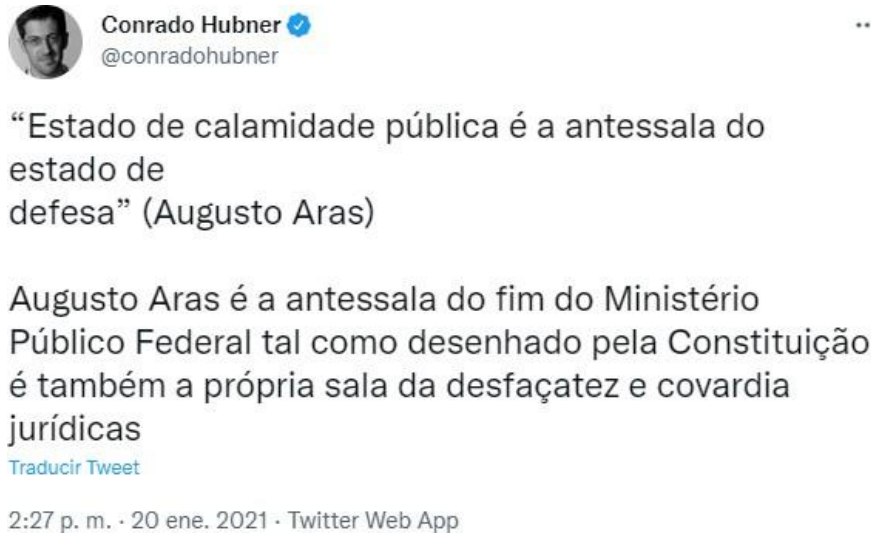 Conrado Hubner
@conradohubner
“Estado de calamidade pública é a antessala do
estado de
defesa” (Augusto Aras)
Augusto Aras é a antessala do fim do Ministério
Público Federal tal como desenhado pela Constituição
é também a própria sala da desfaçatez e covardia
jurídicas
Traducir Tweet
2:27 p. m. · 20 ene. 2021 · Twitter Web App